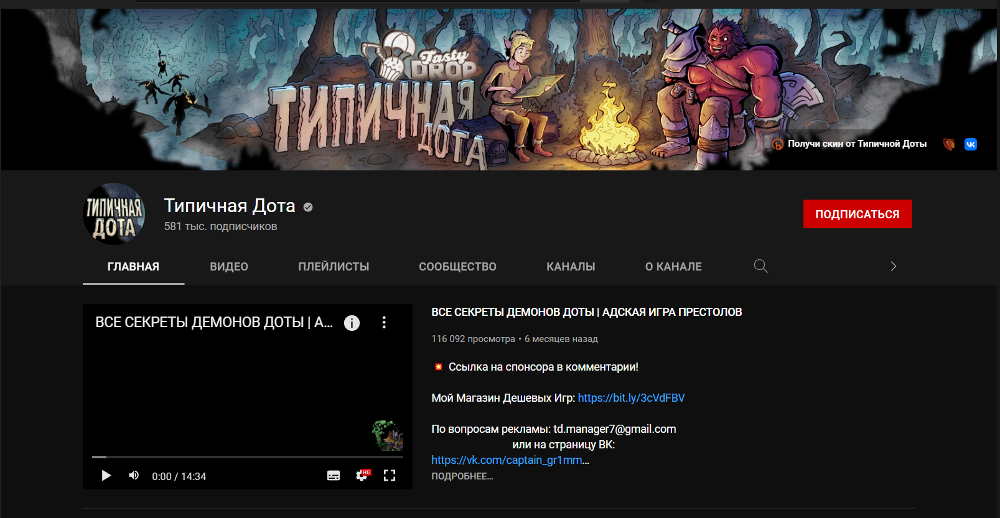 Tasty
DROP
ТИПИЧНАЯ
ДОТА
Получи скин от Типичной Доты
ТИПИЧНАЯ
ДОТА
Типичная Дота
581 тыс. подписчиков
ПОДПИСАТЬСЯ
ГЛАВНАЯ ВИДЕО ПЛЕЙЛИСТЫ СООБЩЕСТВО КАНАЛЫ О КАНАЛЕ
ВСЕ СЕКРЕТЫ ДЕМОНОВ ДОТЫ | А...
0:00 / 14:34
HD
ВСЕ СЕКРЕТЫ ДЕМОНОВ ДОТЫ | АДСКАЯ ИГРА ПРЕСТОЛОВ
116 092 просмотра • 6 месяцев назад
💥 Ссылка на спонсора в комментарии!
Мой Магазин Дешевых Игр: https://bit.ly/3cVdFBV
По вопросам рекламы: td.manager7@gmail.com
или на страницу ВК:
https://vk.com/captain_gr1mm...
ПОДРОБНЕЕ...